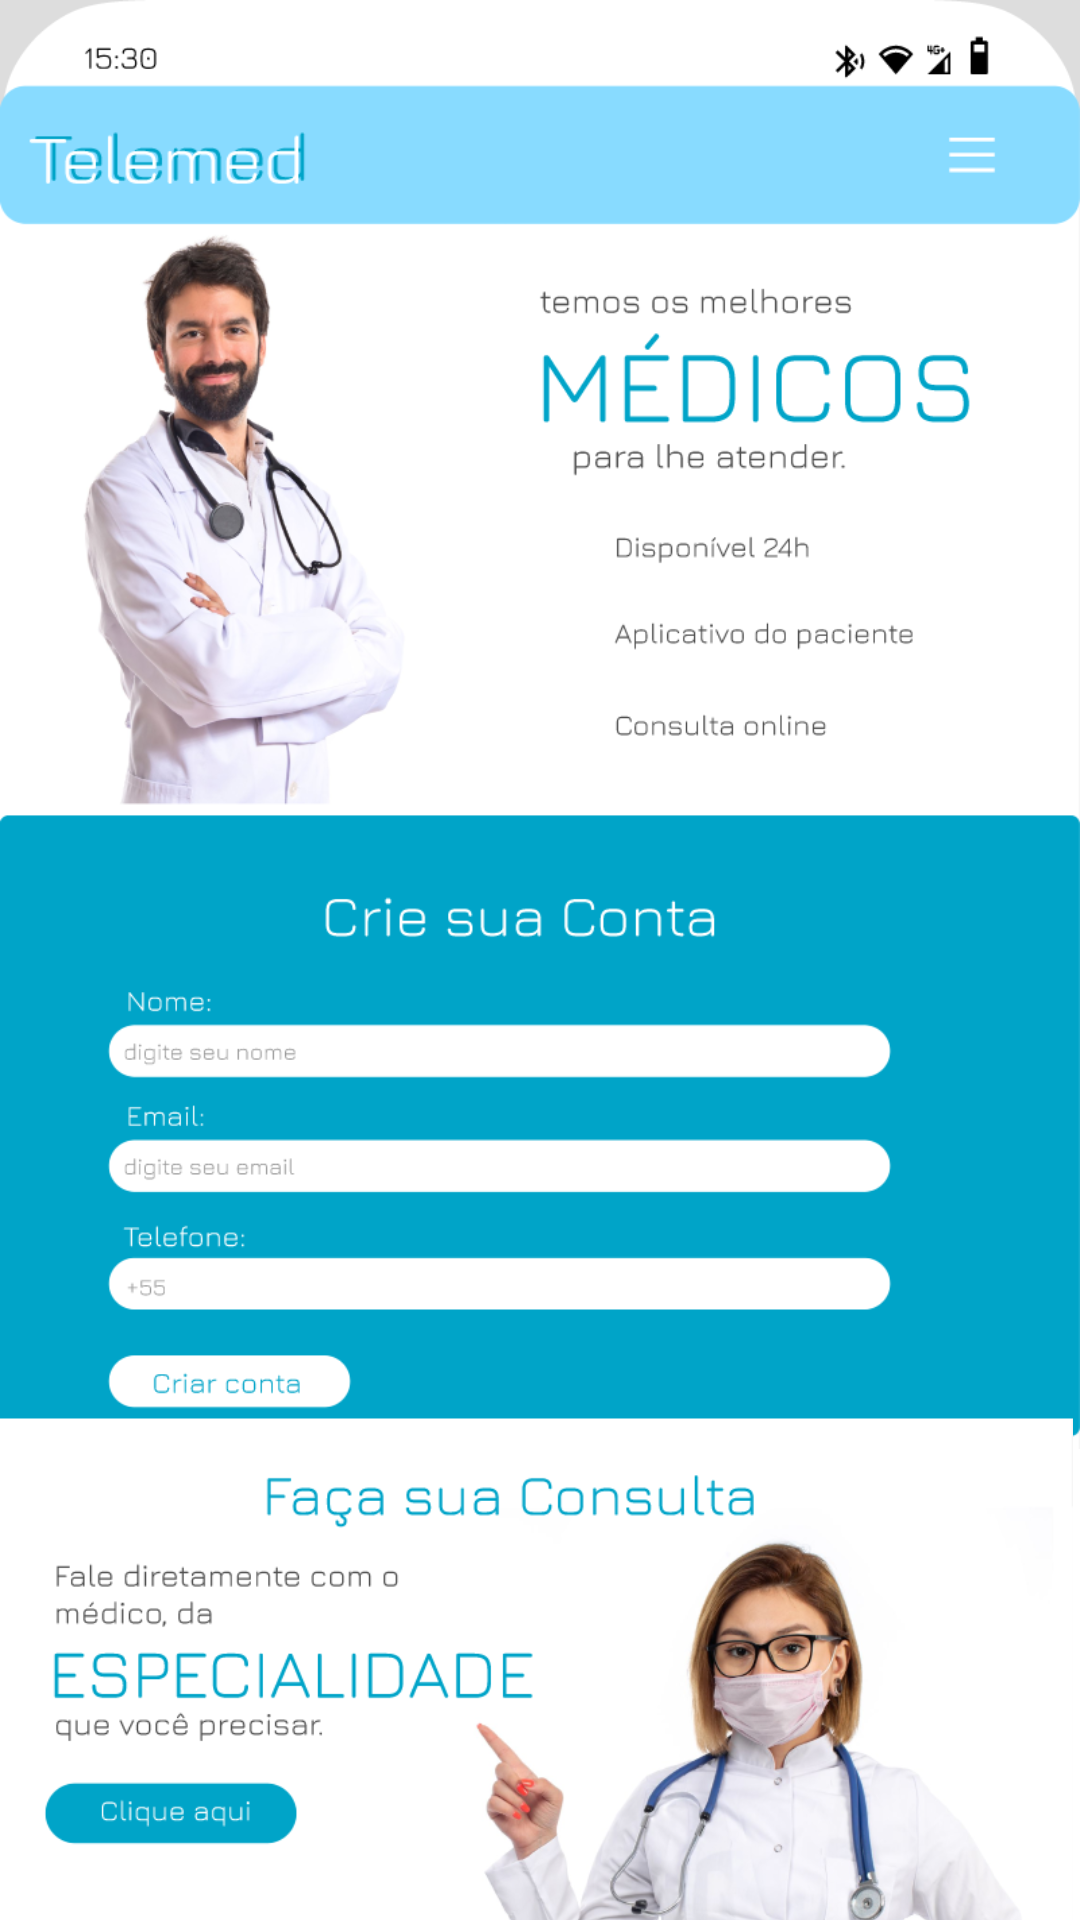 15:30
4G+
Telemed
temos os melhores
MÉDICOS
para lhe atender.
Disponível 24h
Aplicativo do paciente
Consulta online
Crie sua Conta
Nome:
digite seu nome
Email:
digite seu email
Telefone:
+55
Criar conta
Faça sua Consulta
Fale diretamente com o
médico, da
ESPECIALIDADE
que você precisar.
Clique aqui